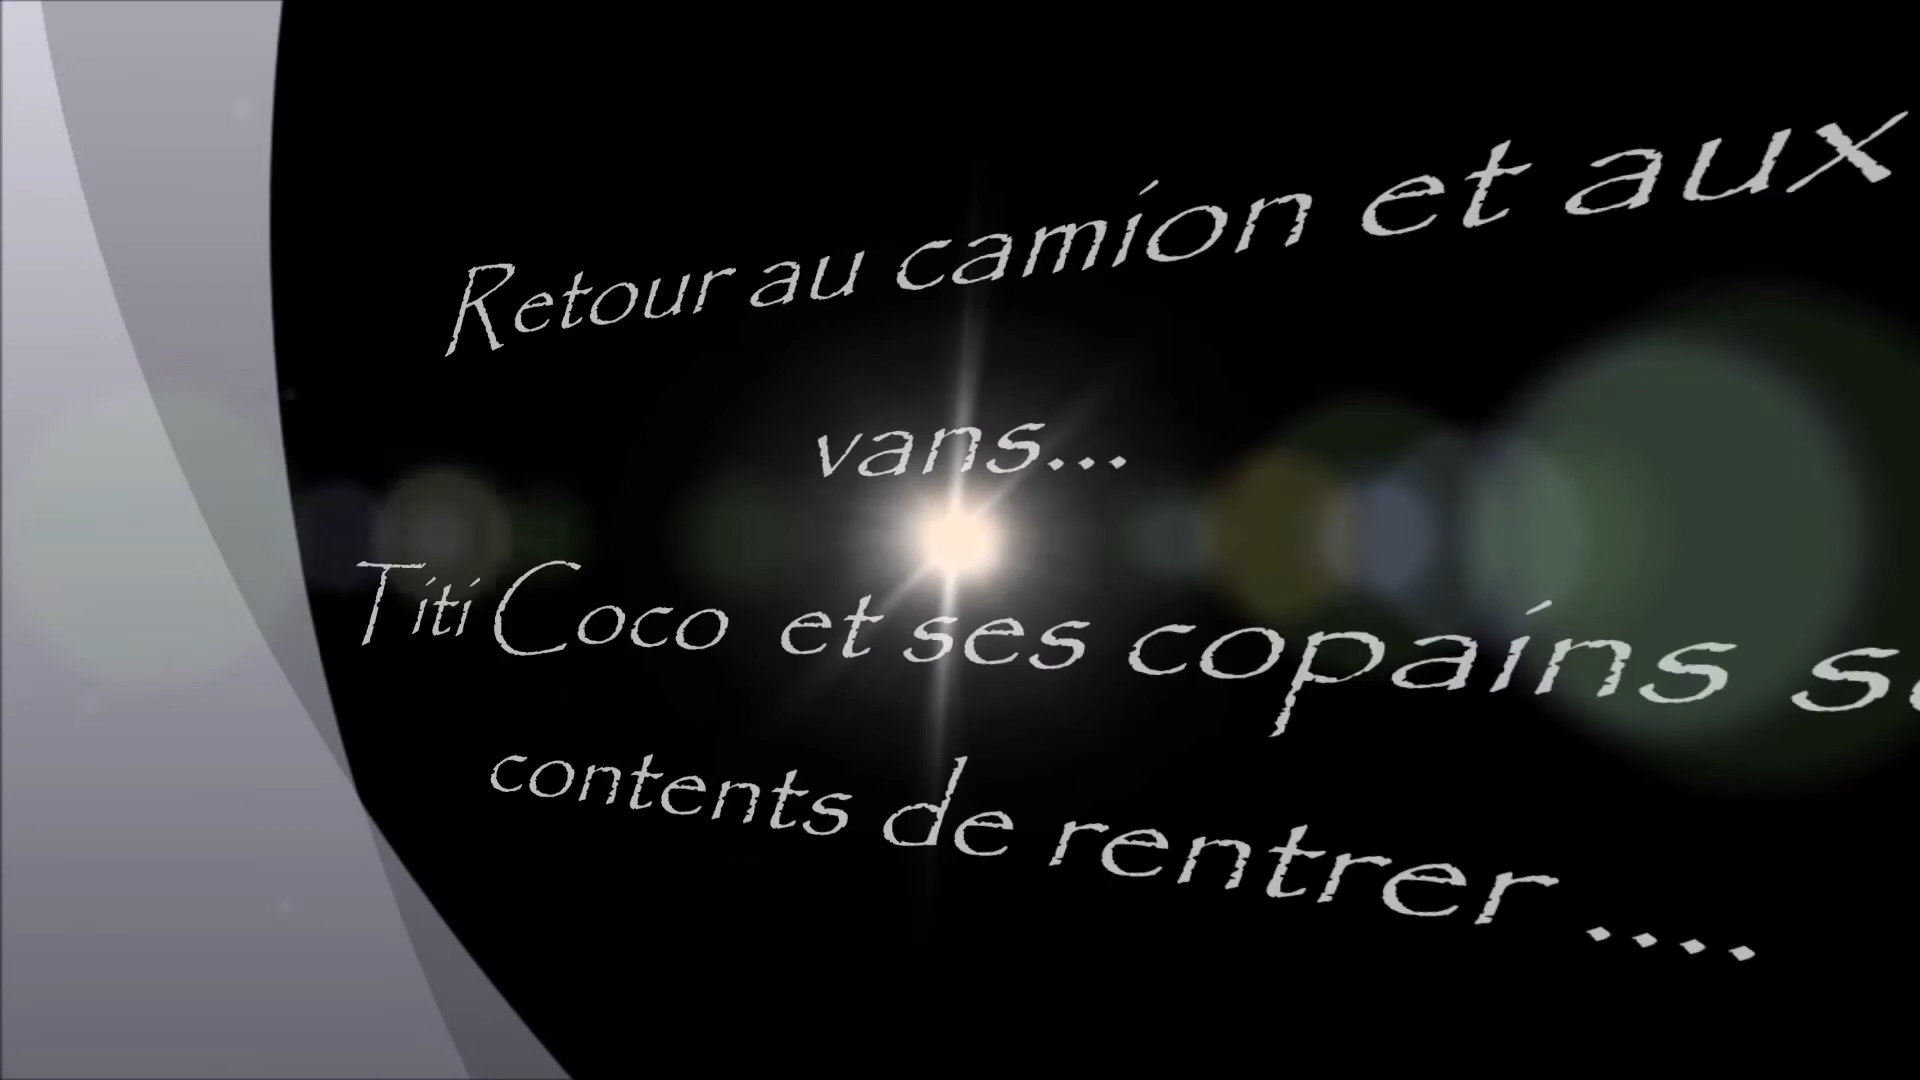 Retour au camion et aux
vans...
Titi Coco et ses copains
contents de rentrer ....